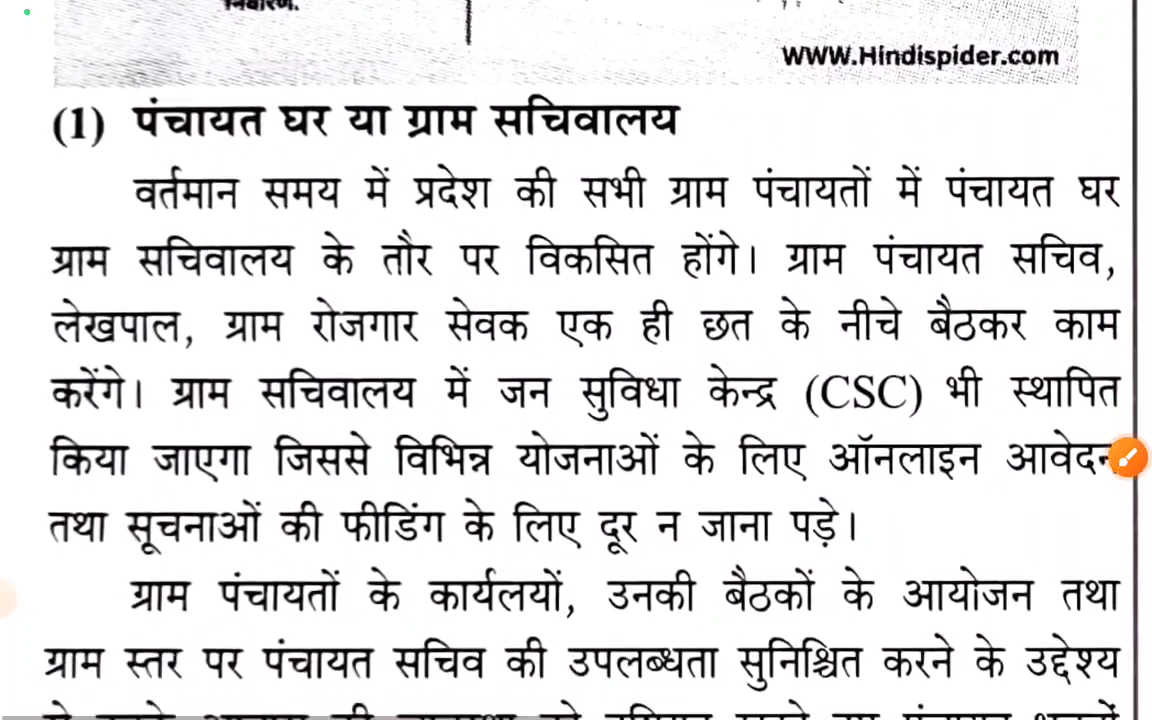 निर्धारण.
WWW.Hindispider.com
(1) पंचायत घर या ग्राम सचिवालय
वर्तमान समय में प्रदेश की सभी ग्राम पंचायतों में पंचायत घर
ग्राम सचिवालय के तौर पर विकसित होंगे। ग्राम पंचायत सचिव,
लेखपाल, ग्राम रोजगार सेवक एक ही छत के नीचे बैठकर काम
करेंगे। ग्राम सचिवालय में जन सुविधा केन्द्र (CSC) भी स्थापित
किया जाएगा जिससे विभिन्न योजनाओं के लिए ऑनलाइन आवेदन
तथा सूचनाओं की फीडिंग के लिए दूर न जाना पड़े।
ग्राम पंचायतों के कार्यलयों, उनकी बैठकों के आयोजन तथा
ग्राम स्तर पर पंचायत सचिव की उपलब्धता सुनिश्चित करने के उद्देश्य